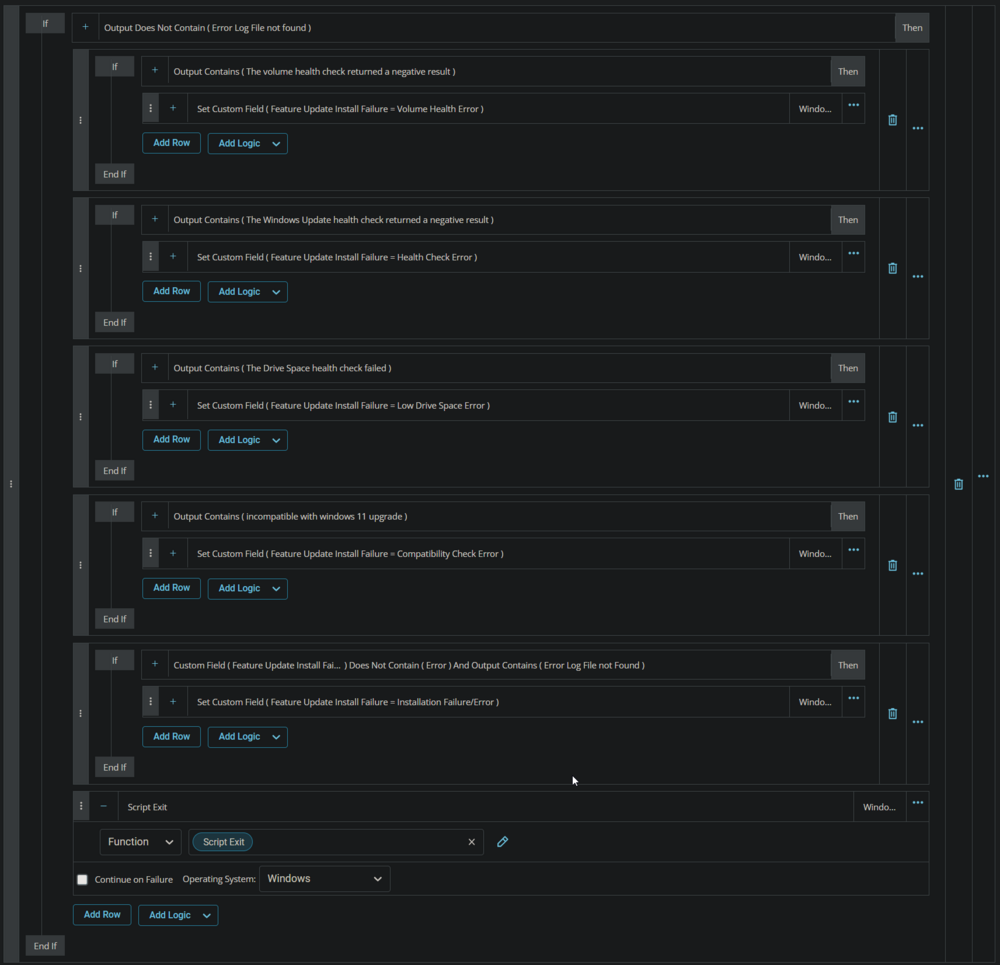 If
+ Output Does Not Contain ( Error Log File not found )
Then
If
+ Output Contains ( The volume health check returned a negative result )
Then
+ Set Custom Field ( Feature Update Install Failure = Volume Health Error )
Windo...
Add Row
Add Logic
End If
If
+ Output Contains ( The Windows Update health check returned a negative result )
Then
+ Set Custom Field ( Feature Update Install Failure = Health Check Error )
Windo...
Add Row
Add Logic
End If
If
+ Output Contains ( The Drive Space health check failed )
Then
+ Set Custom Field ( Feature Update Install Failure = Low Drive Space Error )
Windo...
Add Row
Add Logic
End If
If
+ Output Contains ( incompatible with windows 11 upgrade )
Then
+ Set Custom Field ( Feature Update Install Failure = Compatibility Check Error )
Windo...
Add Row
Add Logic
End If
If
+ Custom Field ( Feature Update Install Fai... ) Does Not Contain ( Error ) And Output Contains ( Error Log File not Found )
Then
+ Set Custom Field ( Feature Update Install Failure = Installation Failure/Error )
Windo...
Add Row
Add Logic
End If
− Script Exit
Windo...
Function
Script Exit
Continue on Failure
Operating System:
Windows
Add Row
Add Logic
End If